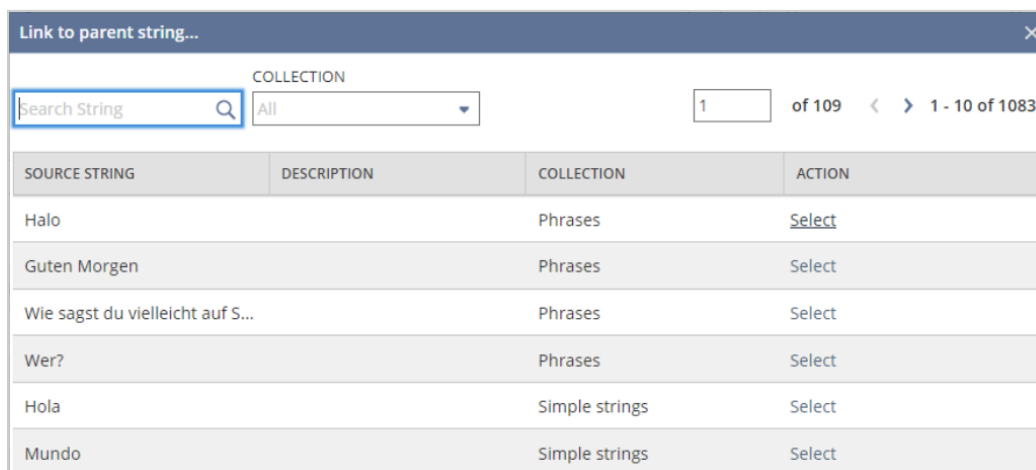 Link to parent string...
COLLECTION
Search String All 1 of 109 1 - 10 of 1083
SOURCE STRING DESCRIPTION COLLECTION ACTION
Halo Phrases Select
Guten Morgen Phrases Select
Wie sagst du vielleicht auf S... Phrases Select
Wer? Phrases Select
Hola Simple strings Select
Mundo Simple strings Select